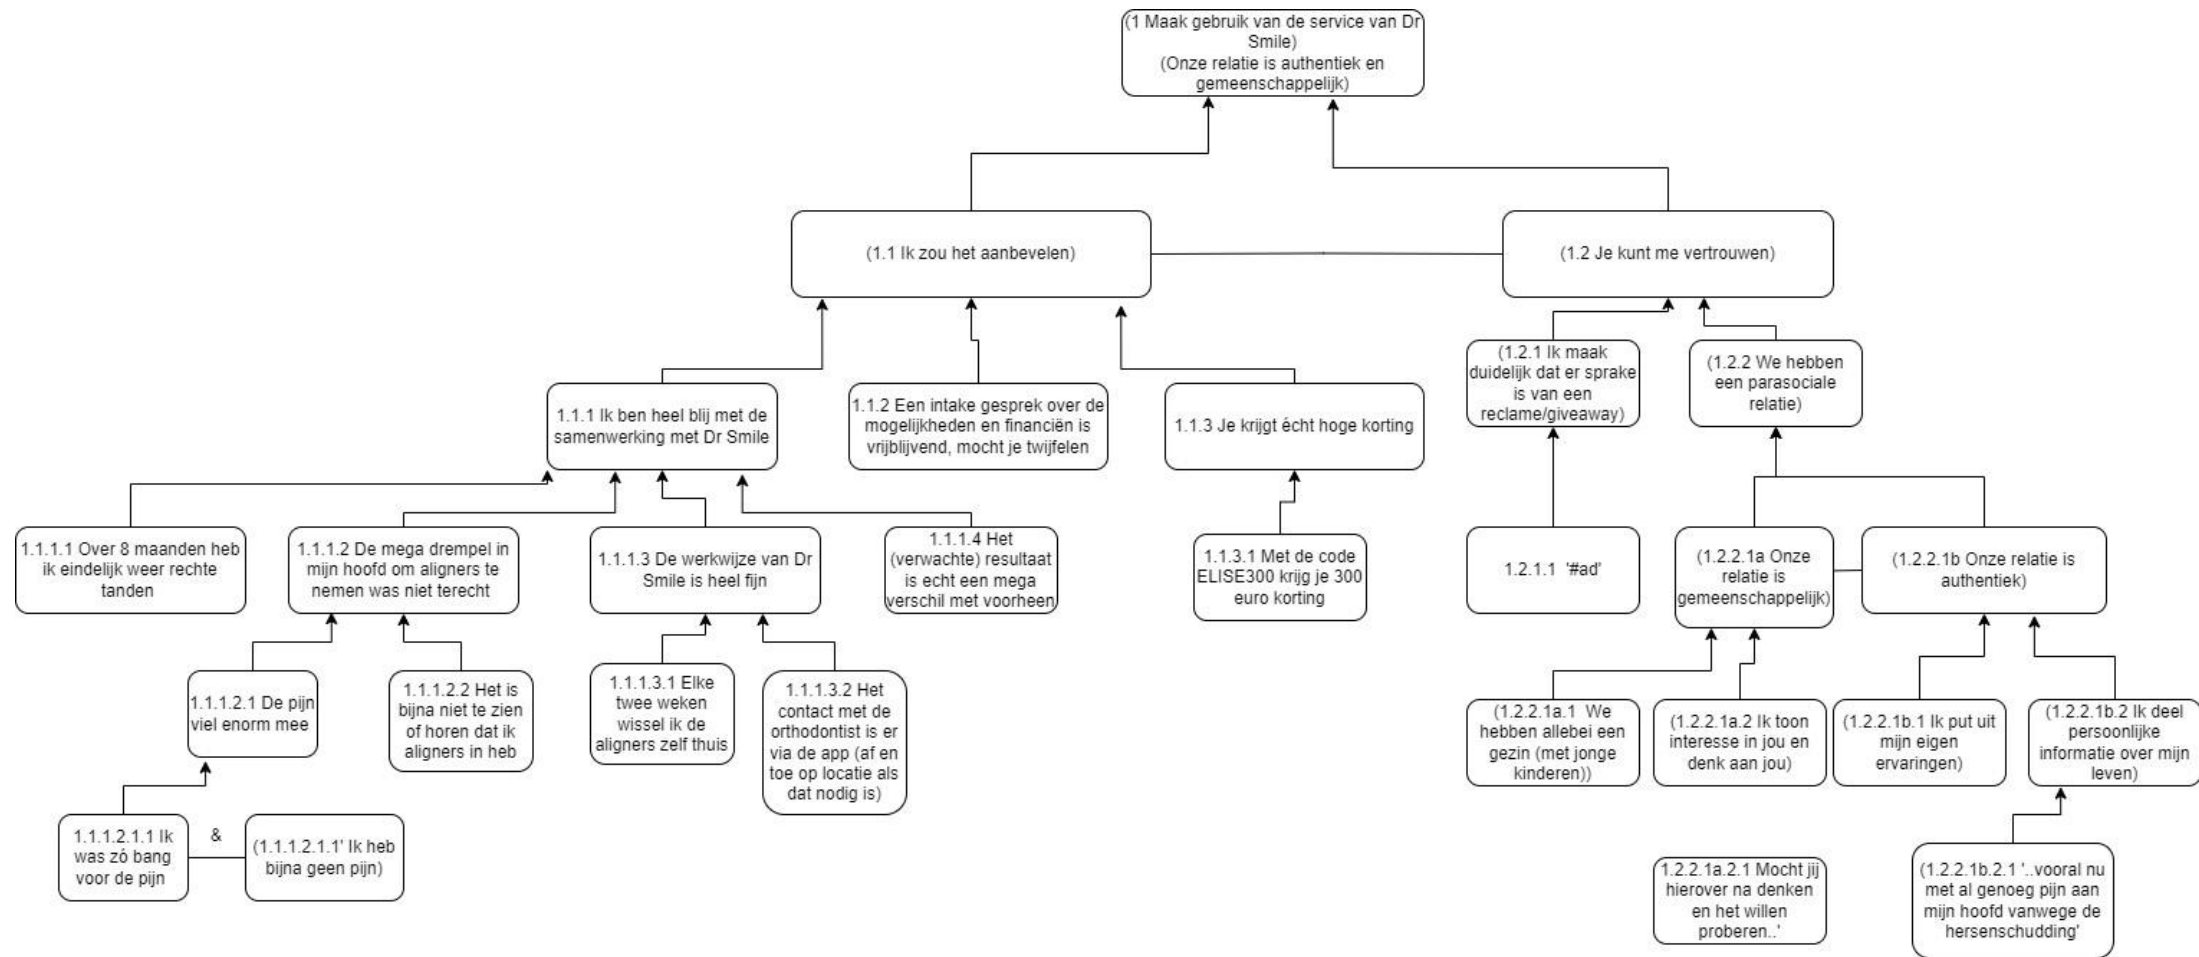 (1 Maak gebruik van de service van Dr
Smile)
(Onze relatie is authentiek en
gemeenschappelijk)
(1.1 Ik zou het aanbevelen)
(1.2 Je kunt me vertrouwen)
1.1.1 Ik ben heel blij met de
samenwerking met Dr Smile
1.1.2 Een intake gesprek over de
mogelijkheden en financiën is
vrijblijvend, mocht je twijfelen
1.1.3 Je krijgt écht hoge korting
(1.2.1 Ik maak
duidelijk dat er sprake
is van een
reclame/giveaway)
(1.2.2 We hebben
een parasociale
relatie)
1.1.1.1 Over 8 maanden heb
ik eindelijk weer rechte
tanden
1.1.1.2 De mega drempel in
mijn hoofd om aligners te
nemen was niet terecht
1.1.1.3 De werkwijze van Dr
Smile is heel fijn
1.1.1.4 Het
(verwachte) resultaat
is echt een mega
verschil met voorheen
1.1.3.1 Met de code
ELISE300 krijg je 300
euro korting
1.2.1.1 '#ad'
(1.2.2.1a Onze
relatie is
gemeenschappelijk)
(1.2.2.1b Onze relatie is
authentiek)
1.1.1.2.1 De pijn
viel enorm mee
1.1.1.2.2 Het is
bijna niet te zien
of horen dat ik
aligners in heb
1.1.1.3.1 Elke
twee weken
wissel ik de
aligners zelf thuis
1.1.1.3.2 Het
contact met de
orthodontist is er
via de app (af en
toe op locatie als
dat nodig is)
(1.2.2.1a.1 We
hebben allebei een
gezin (met jonge
kinderen))
(1.2.2.1a.2 Ik toon
interesse in jou en
denk aan jou)
(1.2.2.1b.1 Ik put uit
mijn eigen
ervaringen)
(1.2.2.1b.2 Ik deel
persoonlijke
informatie over mijn
leven)
1.1.1.2.1.1 Ik
was zó bang
voor de pijn
&
(1.1.1.2.1.1' Ik heb
bijna geen pijn)
1.2.2.1a.2.1 Mocht jij
hierover na denken
en het willen
proberen..'
(1.2.2.1b.2.1 '..vooral nu
met al genoeg pijn aan
mijn hoofd vanwege de
hersenschudding'